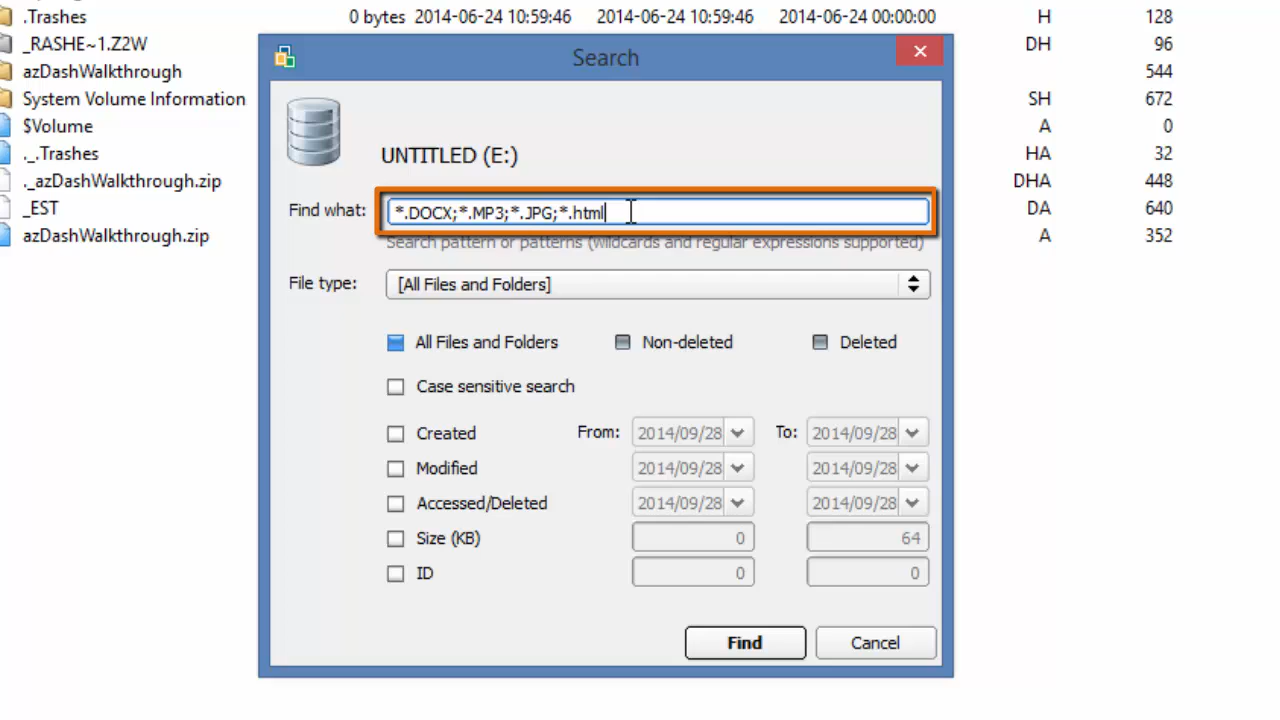 .Trashes 0 bytes 2014-06-24 10:59:46 2014-06-24 10:59:46 2014-06-24 00:00:00 H 128
_RASHE~1.Z2W DH 96
azDashWalkthrough 544
System Volume Information SH 672
$Volume A 0
._.Trashes HA 32
._azDashWalkthrough.zip DHA 448
_EST DA 640
azDashWalkthrough.zip A 352
Search
UNTITLED (E:)
Find what: *.DOCX;*.MP3;*.JPG;*.html
Search pattern or patterns (wildcards and regular expressions supported)
File type: [All Files and Folders]
All Files and Folders Non-deleted Deleted
Case sensitive search
Created From: 2014/09/28 To: 2014/09/28
Modified 2014/09/28 2014/09/28
Accessed/Deleted 2014/09/28 2014/09/28
Size (KB) 0 64
ID 0 0
Find Cancel